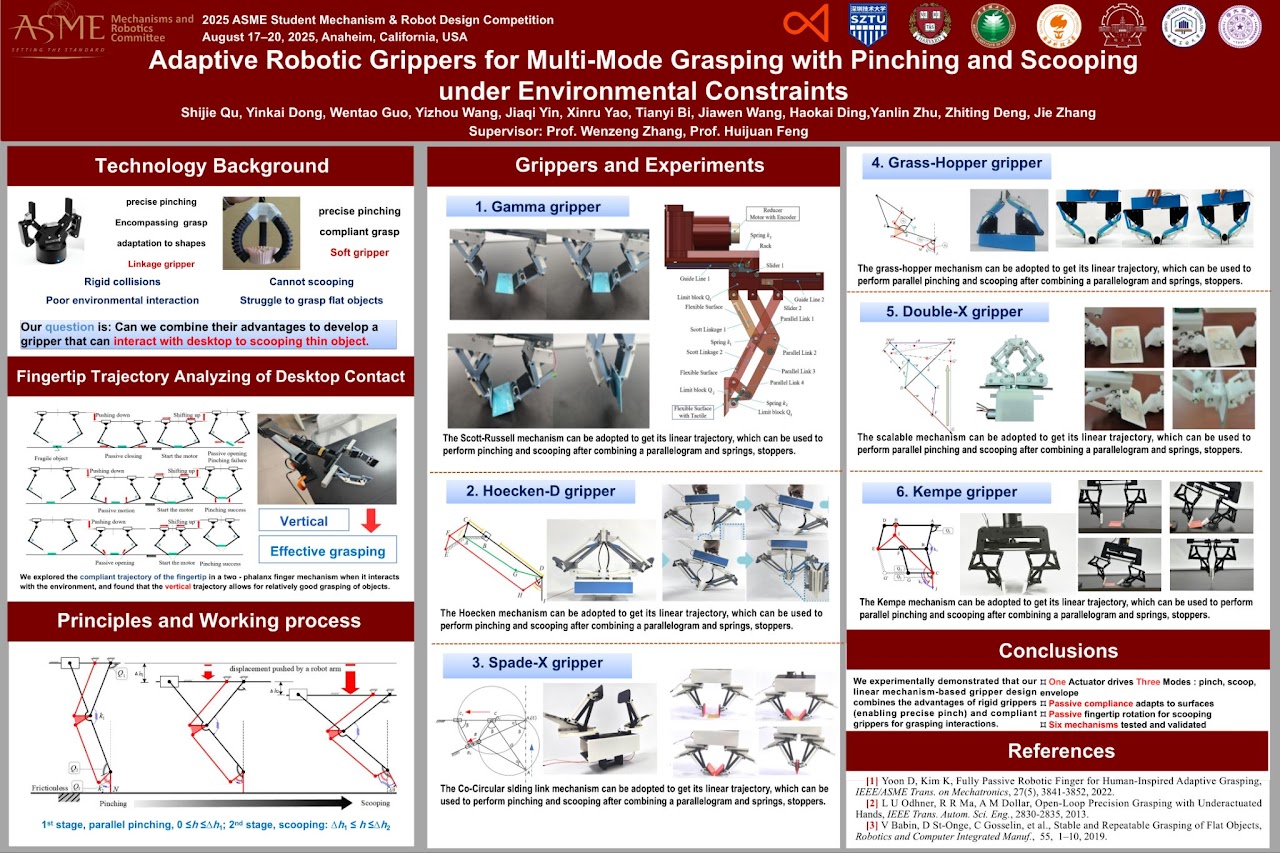 ASME
SETTING THE STANDARD
Mechanisms and
Robotics
Committee
2025 ASME Student Mechanism & Robot Design Competition
August 17–20, 2025, Anaheim, California, USA
SZTU
Adaptive Robotic Grippers for Multi-Mode Grasping with Pinching and Scooping
under Environmental Constraints
Shijie Qu, Yinkai Dong, Wentao Guo, Yizhou Wang, Jiaqi Yin, Xinru Yao, Tianyi Bi, Jiawen Wang, Haokai Ding,Yanlin Zhu, Zhiting Deng, Jie Zhang
Supervisor: Prof. Wenzeng Zhang, Prof. Huijuan Feng
Technology Background
precise pinching
Encompassing grasp
adaptation to shapes
Linkage gripper
precise pinching
compliant grasp
Soft gripper
Rigid collisions
Poor environmental interaction
Cannot scooping
Struggle to grasp flat objects
Our question is: Can we combine their advantages to develop a
gripper that can interact with desktop to scooping thin object.
Fingertip Trajectory Analyzing of Desktop Contact
Pushing down
Shifting up
Fragile object
Passive closing
Start the motor
Passive opening
Pinching failure
Pushing down
Shifting up
Passive motion
Start the motor
Pinching success
Pushing down
Shifting up
Passive opening
Start the motor
Pinching success
Vertical
Effective grasping
We explored the compliant trajectory of the fingertip in a two - phalanx finger mechanism when it interacts
with the environment, and found that the vertical trajectory allows for relatively good grasping of objects.
Principles and Working process
displacement pushed by a robot arm
Frictionless
N
Pinching
Scooping
1st stage, parallel pinching, 0 ≤h ≤Δh1; 2nd stage, scooping: Δh1 ≤ h ≤Δh2
Grippers and Experiments
1. Gamma gripper
Reducer
Motor with Encoder
Spring k3
Rack
Slider 1
Guide Line 1
Guide Line 2
Limit block Q1
Flexible Surface
Slider 2
Parallel Link 1
Scott Linkage 1
Spring k1
Scott Linkage 2
Parallel Link 2
Flexible Surface
Parallel Link 3
Parallel Link 4
Limit block Q3
Spring k2
Limit block Q2
Flexible Surface
with Tactile
The Scott-Russell mechanism can be adopted to get its linear trajectory, which can be used to
perform pinching and scooping after combining a parallelogram and springs, stoppers.
2. Hoecken-D gripper
The Hoecken mechanism can be adopted to get its linear trajectory, which can be used to
perform pinching and scooping after combining a parallelogram and springs, stoppers.
3. Spade-X gripper
The Co-Circular siding link mechanism can be adopted to get its linear trajectory, which can be
used to perform pinching and scooping after combining a parallelogram and springs, stoppers.
4. Grass-Hopper gripper
The grass-hopper mechanism can be adopted to get its linear trajectory, which can be used to
perform parallel pinching and scooping after combining a parallelogram and springs, stoppers.
5. Double-X gripper
The scalable mechanism can be adopted to get its linear trajectory, which can be used to
perform parallel pinching and scooping after combining a parallelogram and springs, stoppers.
6. Kempe gripper
The Kempe mechanism can be adopted to get its linear trajectory, which can be used to perform
parallel pinching and scooping after combining a parallelogram and springs, stoppers.
Conclusions
We experimentally demonstrated that our
linear mechanism-based gripper design
combines the advantages of rigid grippers
(enabling precise pinch) and compliant
grippers for grasping interactions.
¤ One Actuator drives Three Modes : pinch, scoop,
envelope
¤ Passive compliance adapts to surfaces
¤ Passive fingertip rotation for scooping
¤ Six mechanisms tested and validated
References
[1] Yoon D, Kim K, Fully Passive Robotic Finger for Human-Inspired Adaptive Grasping,
IEEE/ASME Trans. on Mechatronics, 27(5), 3841-3852, 2022.
[2] L U Odhner, R R Ma, A M Dollar, Open-Loop Precision Grasping with Underactuated
Hands, IEEE Trans. Autom. Sci. Eng., 2830-2835, 2013.
[3] V Babin, D St-Onge, C Gosselin, et al., Stable and Repeatable Grasping of Flat Objects,
Robotics and Computer Integrated Manuf., 55, 1–10, 2019.